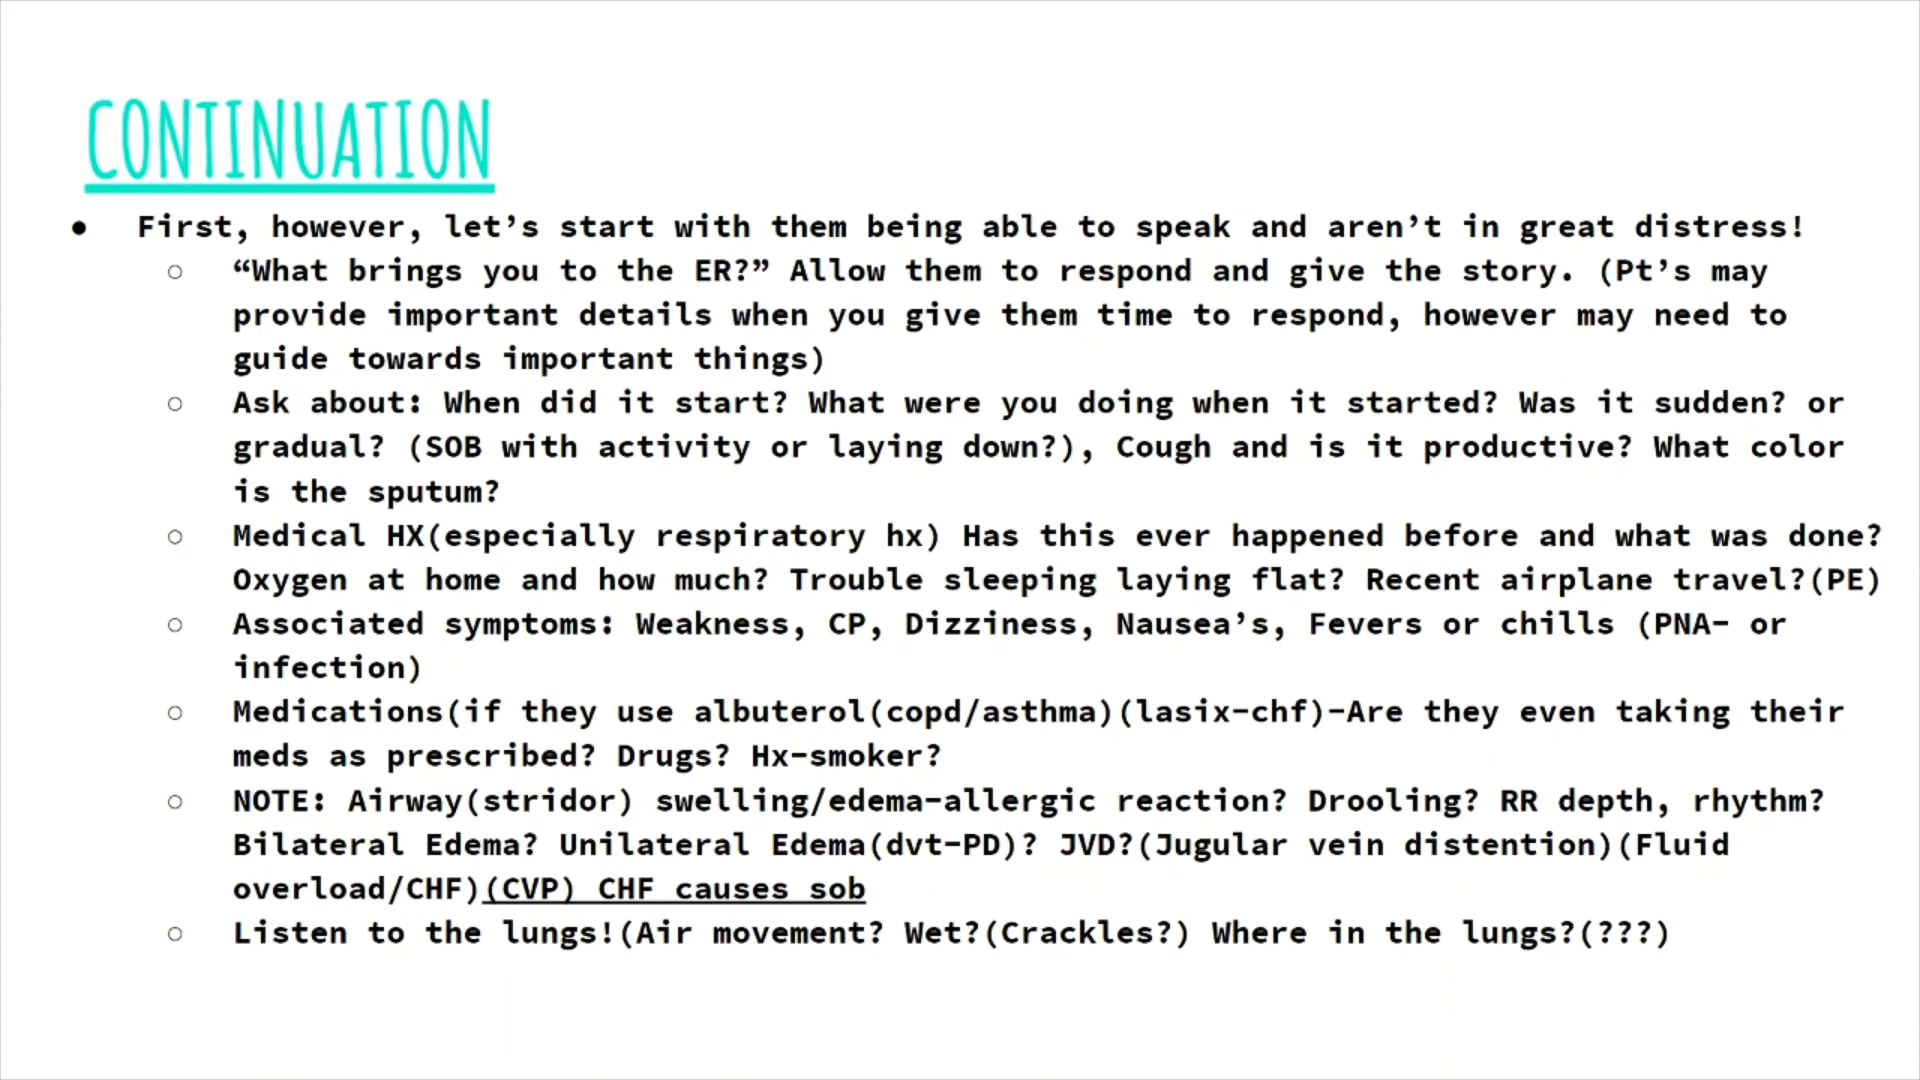 CONTINUATION
● First, however, let’s start with them being able to speak and aren’t in great distress!
○ “What brings you to the ER?” Allow them to respond and give the story. (Pt’s may
provide important details when you give them time to respond, however may need to
guide towards important things)
○ Ask about: When did it start? What were you doing when it started? Was it sudden? or
gradual? (SOB with activity or laying down?), Cough and is it productive? What color
is the sputum?
○ Medical HX(especially respiratory hx) Has this ever happened before and what was done?
Oxygen at home and how much? Trouble sleeping laying flat? Recent airplane travel?(PE)
○ Associated symptoms: Weakness, CP, Dizziness, Nausea’s, Fevers or chills (PNA- or
infection)
○ Medications(if they use albuterol(copd/asthma)(lasix-chf)-Are they even taking their
meds as prescribed? Drugs? Hx-smoker?
○ NOTE: Airway(stridor) swelling/edema-allergic reaction? Drooling? RR depth, rhythm?
Bilateral Edema? Unilateral Edema(dvt-PD)? JVD?(Jugular vein distention)(Fluid
overload/CHF)(CVP) CHF causes sob
○ Listen to the lungs!(Air movement? Wet?(Crackles?) Where in the lungs?(???)